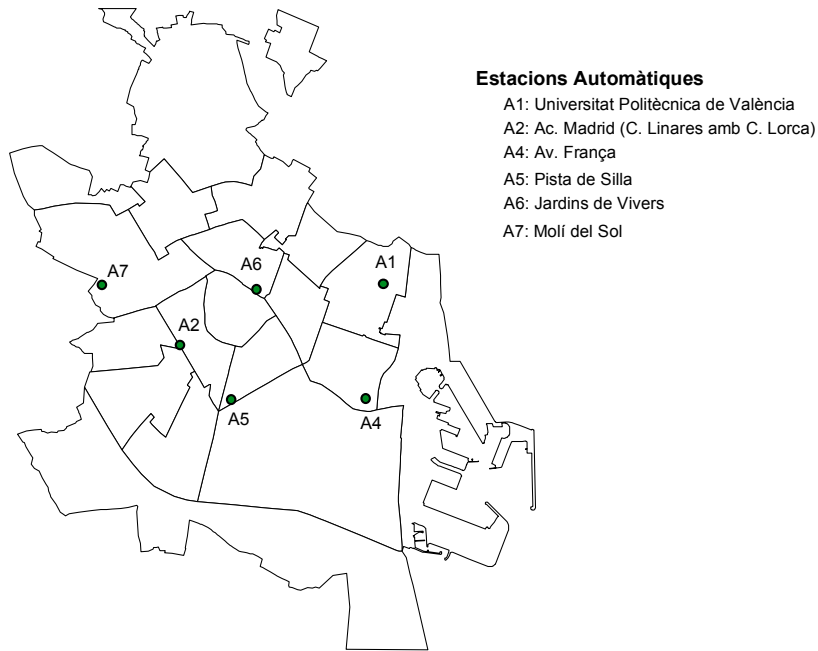 Estacions Automàtiques
A1: Universitat Politècnica de València
A2: Ac. Madrid (C. Linares amb C. Lorca)
A4: Av. França
A5: Pista de Silla
A6: Jardins de Vivers
A7: Molí del Sol
A7
A6
A1
A2
A5
A4